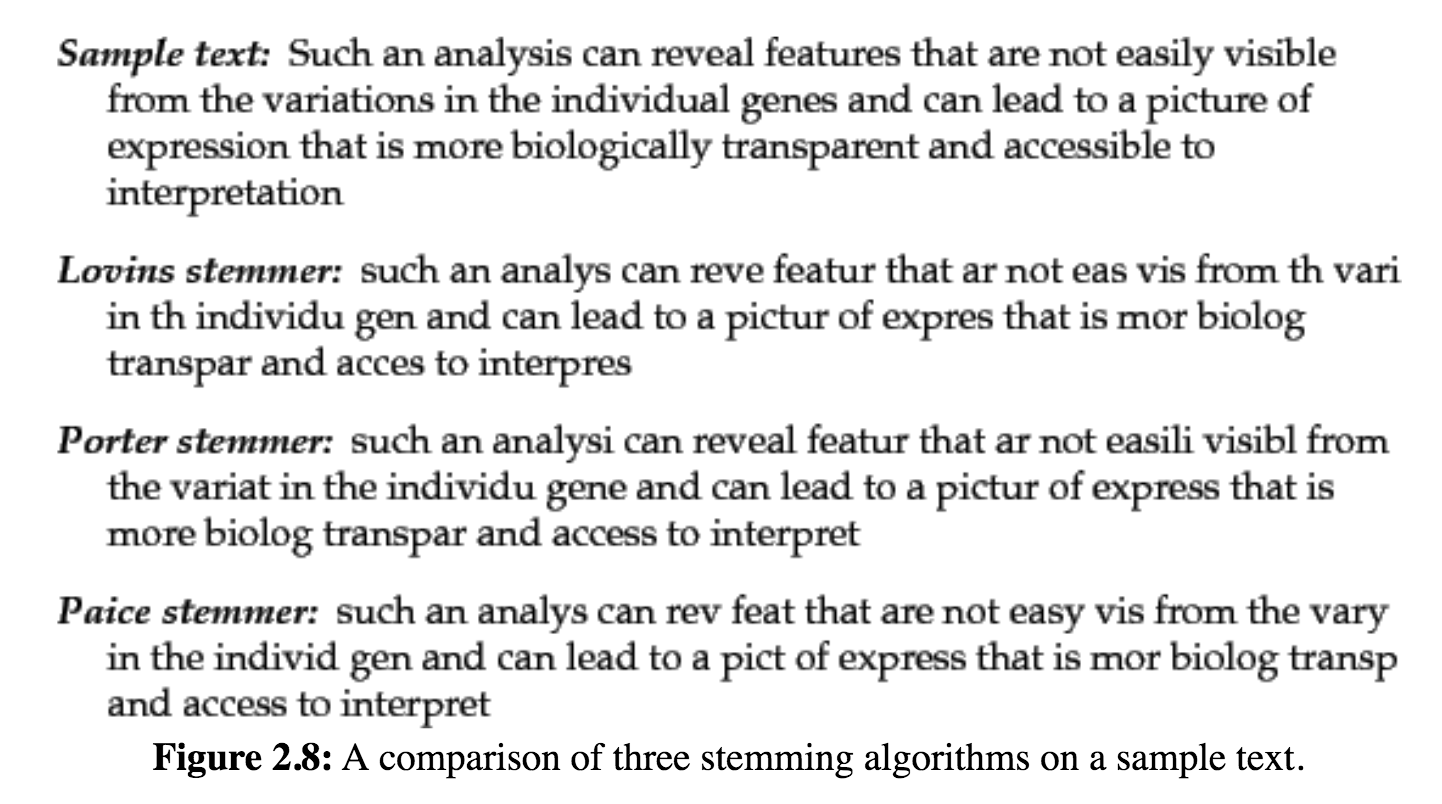 Sample text: Such an analysis can reveal features that are not easily visible
from the variations in the individual genes and can lead to a picture of
expression that is more biologically transparent and accessible to
interpretation
Lovins stemmer: such an analys can reve featur that ar not eas vis from th vari
in th individu gen and can lead to a pictur of expres that is mor biolog
transpar and acces to interpres
Porter stemmer: such an analysi can reveal featur that ar not easili visibl from
the variat in the individu gene and can lead to a pictur of express that is
more biolog transpar and access to interpret
Paice stemmer: such an analys can rev feat that are not easy vis from the vary
in the individ gen and can lead to a pict of express that is mor biolog transp
and access to interpret
Figure 2.8: A comparison of three stemming algorithms on a sample text.